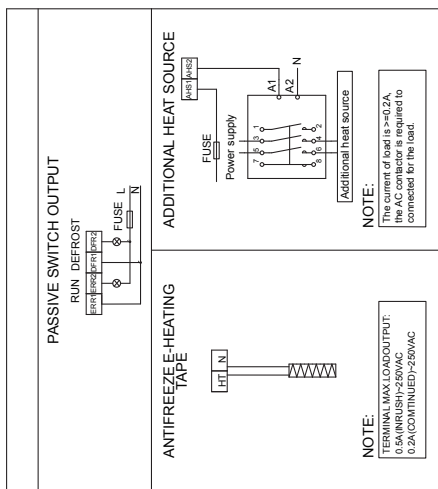 PASSIVE SWITCH OUTPUT
RUN DEFROST
ERR1 ERR2 DFR1 DFR2
FUSE L
N
ANTIFREEZE E-HEATING
TAPE
HT N
NOTE:
TERMINAL MAX.LOADOUTPUT:
0.5A(INRUSH)~250VAC
0.2A(COMTINUED)~250VAC
ADDITIONAL HEAT SOURCE
AHS1 AHS2
FUSE
Power supply
A1
A2 N
7 5 3 1
8 6 4 2
Additional heat source
NOTE:
The current of load is >=0.2A,
the AC contactor is required to
connected for the load.